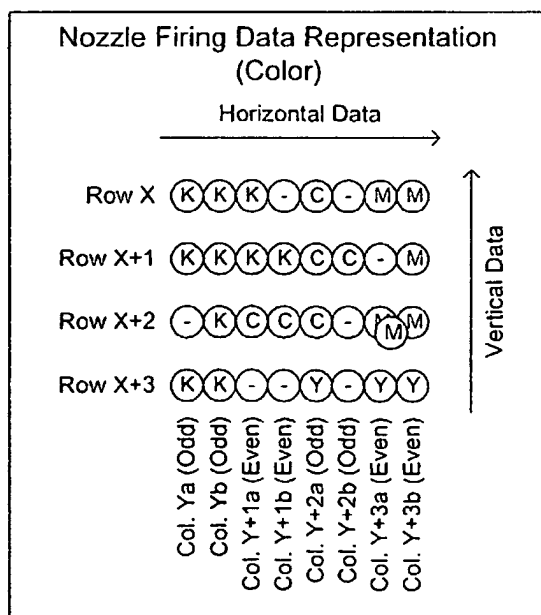 Nozzle Firing Data Representation
(Color)
Horizontal Data
Row X K K K - C - M M
Row X+1 K K K K C C - M
Row X+2 - K C C C - M M M
Row X+3 K K - - Y - Y Y
Vertical Data
Col. Ya (Odd)
Col. Yb (Odd)
Col. Y+1a (Even)
Col. Y+1b (Even)
Col. Y+2a (Odd)
Col. Y+2b (Odd)
Col. Y+3a (Even)
Col. Y+3b (Even)